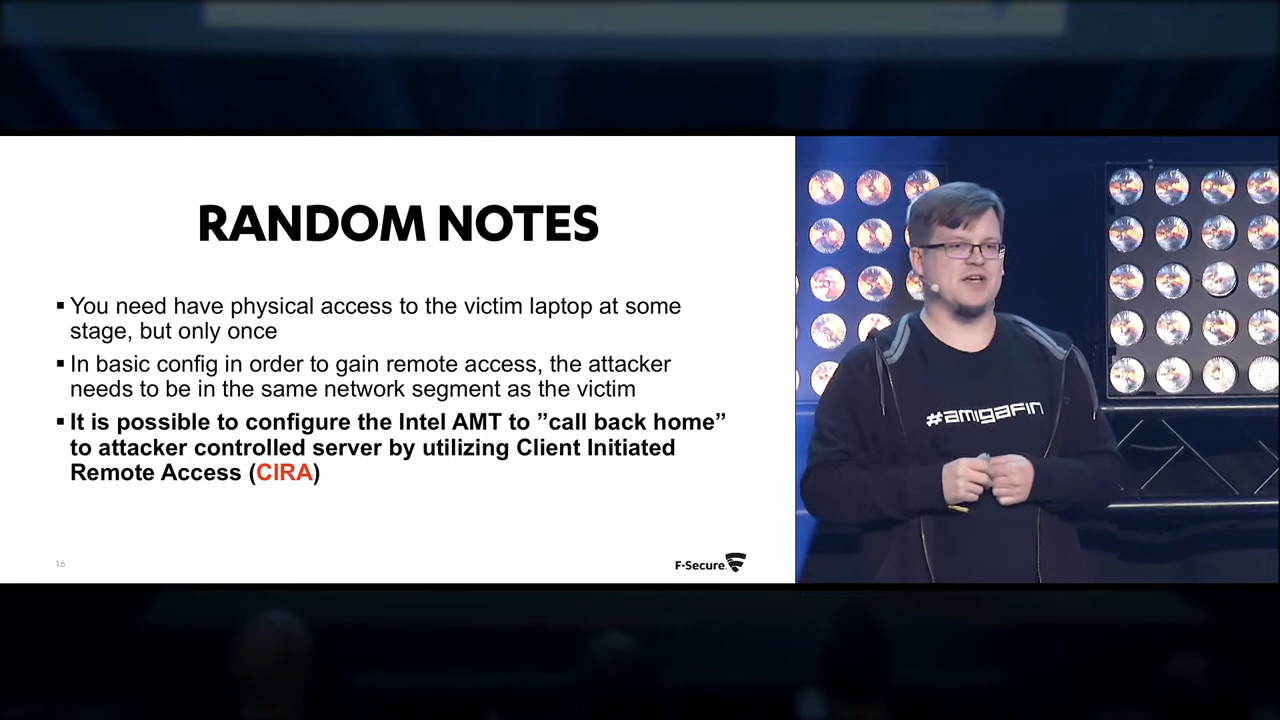 RANDOM NOTES
▪ You need have physical access to the victim laptop at some
stage, but only once
▪ In basic config in order to gain remote access, the attacker
needs to be in the same network segment as the victim
▪ It is possible to configure the Intel AMT to ”call back home”
to attacker controlled server by utilizing Client Initiated
Remote Access (CIRA)
16
F-Secure.
#amigafin